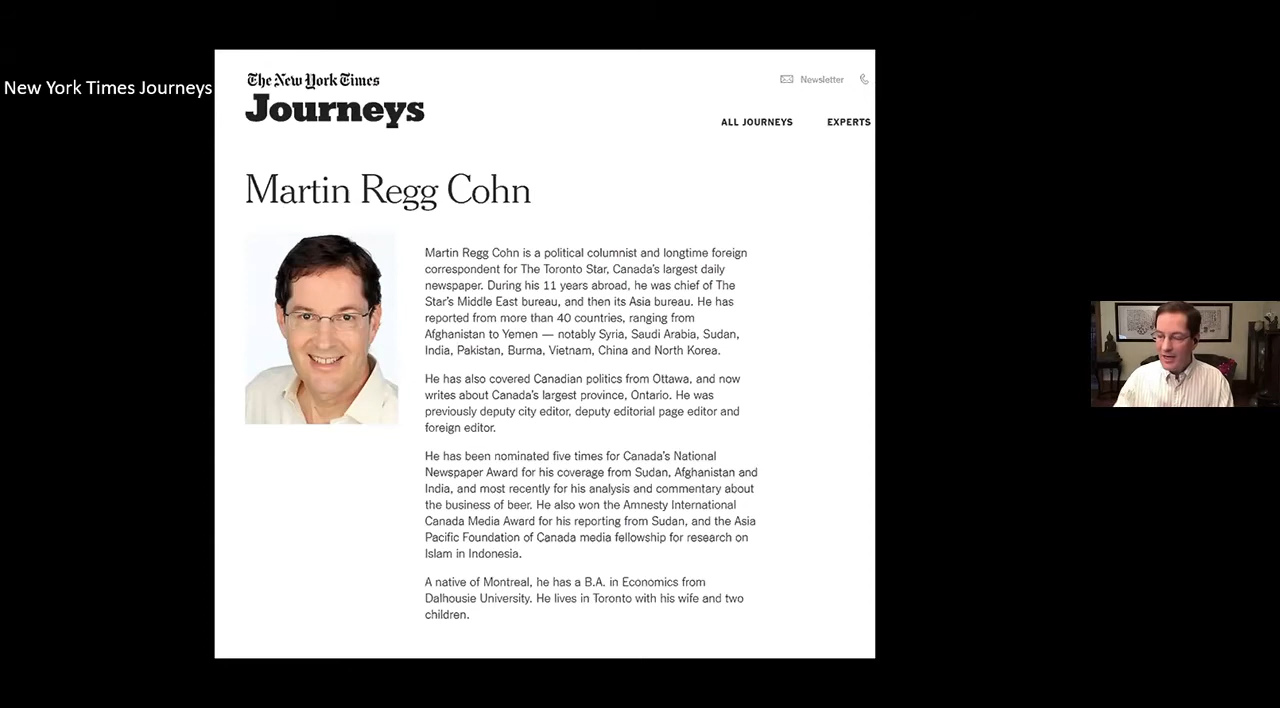 New York Times Journeys
The New York Times
Journeys
Newsletter
ALL JOURNEYS EXPERTS
Martin Regg Cohn
Martin Regg Cohn is a political columnist and longtime foreign
correspondent for The Toronto Star, Canada’s largest daily
newspaper. During his 11 years abroad, he was chief of The
Star’s Middle East bureau, and then its Asia bureau. He has
reported from more than 40 countries, ranging from
Afghanistan to Yemen — notably Syria, Saudi Arabia, Sudan,
India, Pakistan, Burma, Vietnam, China and North Korea.
He has also covered Canadian politics from Ottawa, and now
writes about Canada’s largest province, Ontario. He was
previously deputy city editor, deputy editorial page editor and
foreign editor.
He has been nominated five times for Canada’s National
Newspaper Award for his coverage from Sudan, Afghanistan and
India, and most recently for his analysis and commentary about
the business of beer. He also won the Amnesty International
Canada Media Award for his reporting from Sudan, and the Asia
Pacific Foundation of Canada media fellowship for research on
Islam in Indonesia.
A native of Montreal, he has a B.A. in Economics from
Dalhousie University. He lives in Toronto with his wife and two
children.